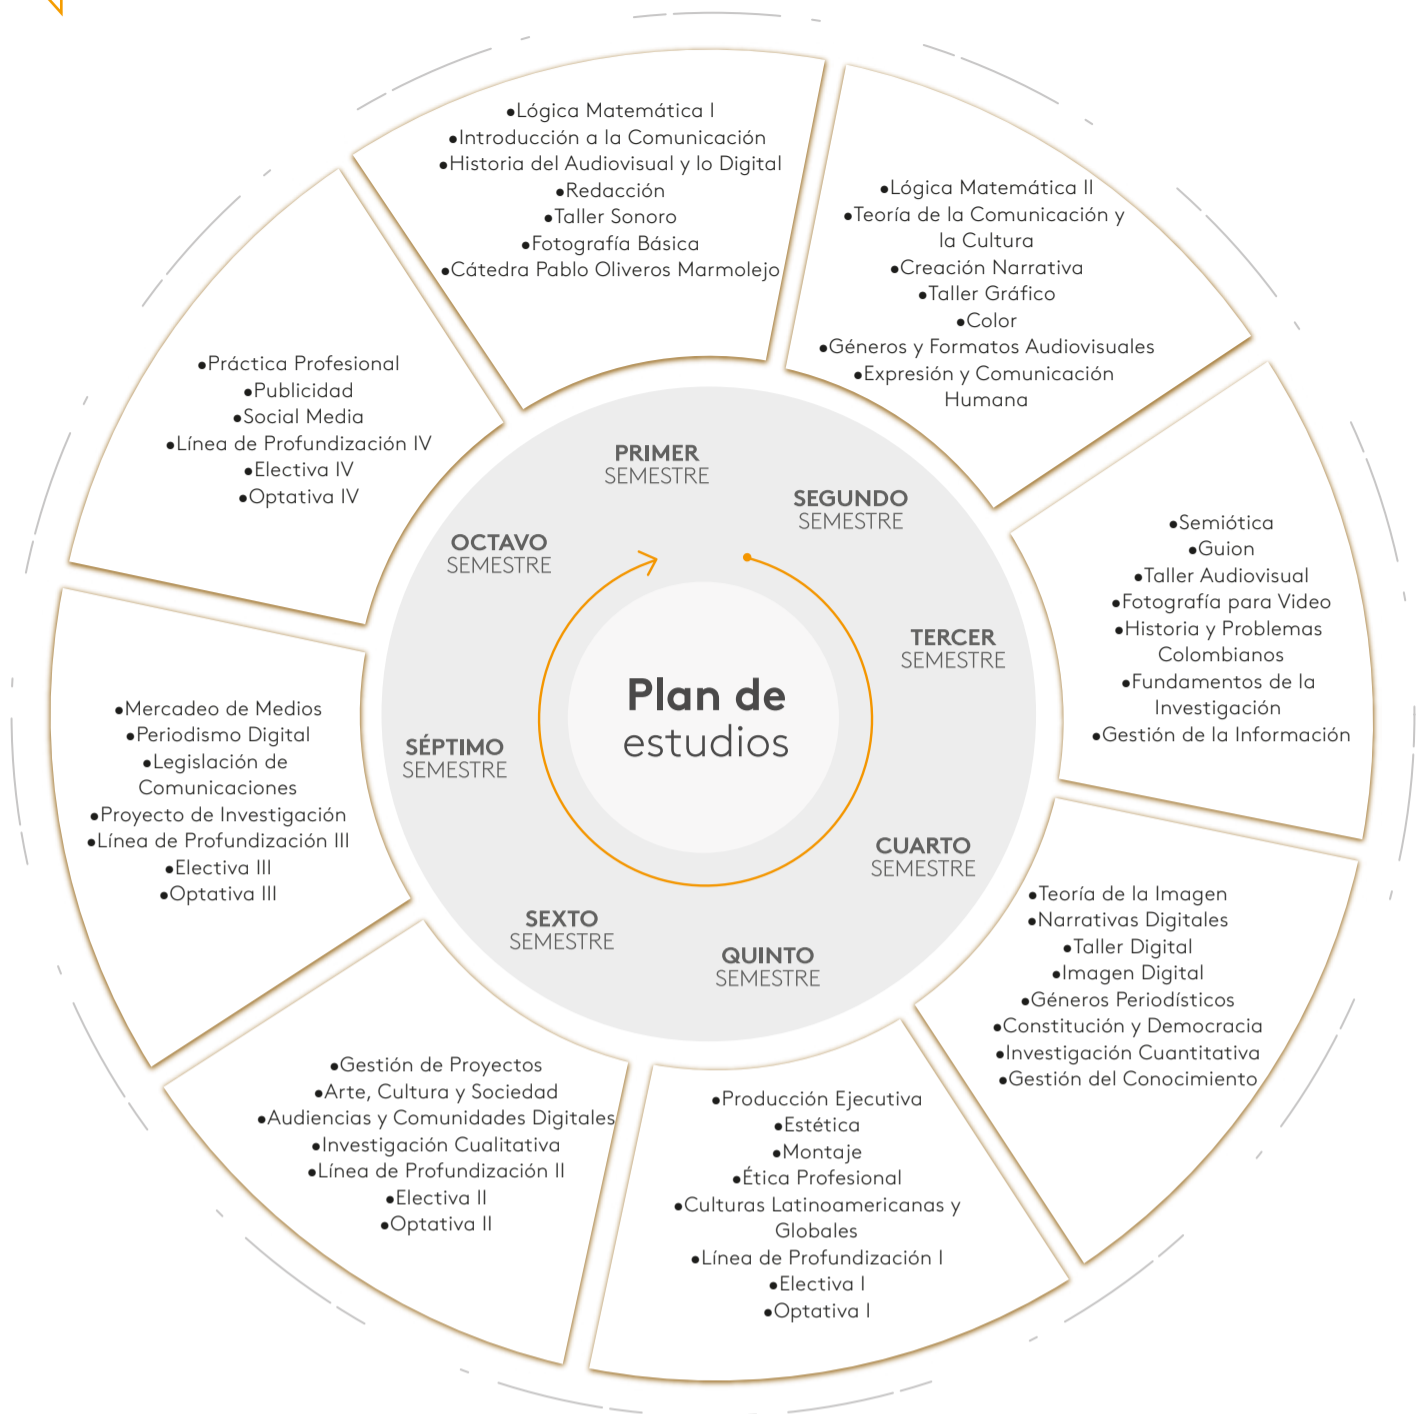 Plan de
estudios
PRIMER
SEMESTRE
•Lógica Matemática I
•Introducción a la Comunicación
•Historia del Audiovisual y lo Digital
•Redacción
•Taller Sonoro
•Fotografía Básica
•Cátedra Pablo Oliveros Marmolejo
SEGUNDO
SEMESTRE
•Lógica Matemática II
•Teoría de la Comunicación y
la Cultura
•Creación Narrativa
•Taller Gráfico
•Color
•Géneros y Formatos Audiovisuales
•Expresión y Comunicación
Humana
TERCER
SEMESTRE
•Semiótica
•Guion
•Taller Audiovisual
•Fotografía para Video
•Historia y Problemas
Colombianos
•Fundamentos de la
Investigación
•Gestión de la Información
CUARTO
SEMESTRE
•Teoría de la Imagen
•Narrativas Digitales
•Taller Digital
•Imagen Digital
•Géneros Periodísticos
•Constitución y Democracia
•Investigación Cuantitativa
•Gestión del Conocimiento
QUINTO
SEMESTRE
•Producción Ejecutiva
•Estética
•Montaje
•Ética Profesional
•Culturas Latinoamericanas y
Globales
•Línea de Profundización I
•Electiva I
•Optativa I
SEXTO
SEMESTRE
•Gestión de Proyectos
•Arte, Cultura y Sociedad
•Audiencias y Comunidades Digitales
•Investigación Cualitativa
•Línea de Profundización II
•Electiva II
•Optativa II
SÉPTIMO
SEMESTRE
•Mercadeo de Medios
•Periodismo Digital
•Legislación de
Comunicaciones
•Proyecto de Investigación
•Línea de Profundización III
•Electiva III
•Optativa III
OCTAVO
SEMESTRE
•Práctica Profesional
•Publicidad
•Social Media
•Línea de Profundización IV
•Electiva IV
•Optativa IV